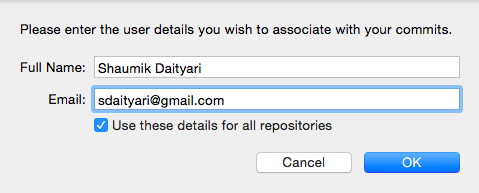 Please enter the user details you wish to associate with your commits.
Full Name: Shaumik Daityari
Email: sdaityari@gmail.com
Use these details for all repositories
Cancel OK